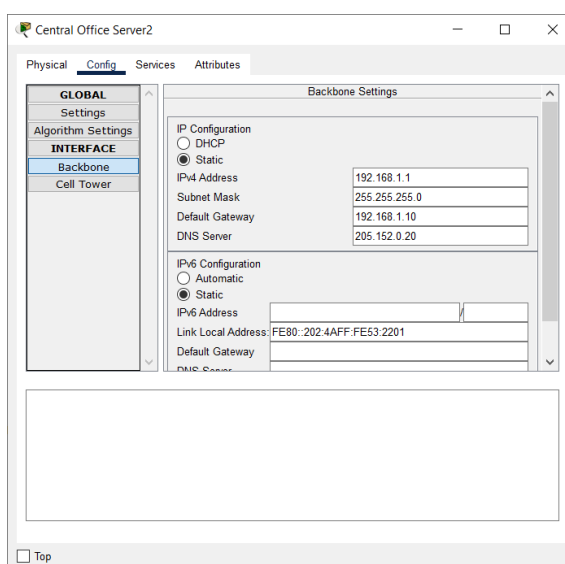 Central Office Server2
Physical Config Services Attributes
GLOBAL
Settings
Algorithm Settings
INTERFACE
Backbone
Cell Tower
Backbone Settings
IP Configuration
DHCP
Static
IPv4 Address 192.168.1.1
Subnet Mask 255.255.255.0
Default Gateway 192.168.1.10
DNS Server 205.152.0.20
IPv6 Configuration
Automatic
Static
IPv6 Address /
Link Local Address: FE80::202:4AFF:FE53:2201
Default Gateway
DNS Server
Top